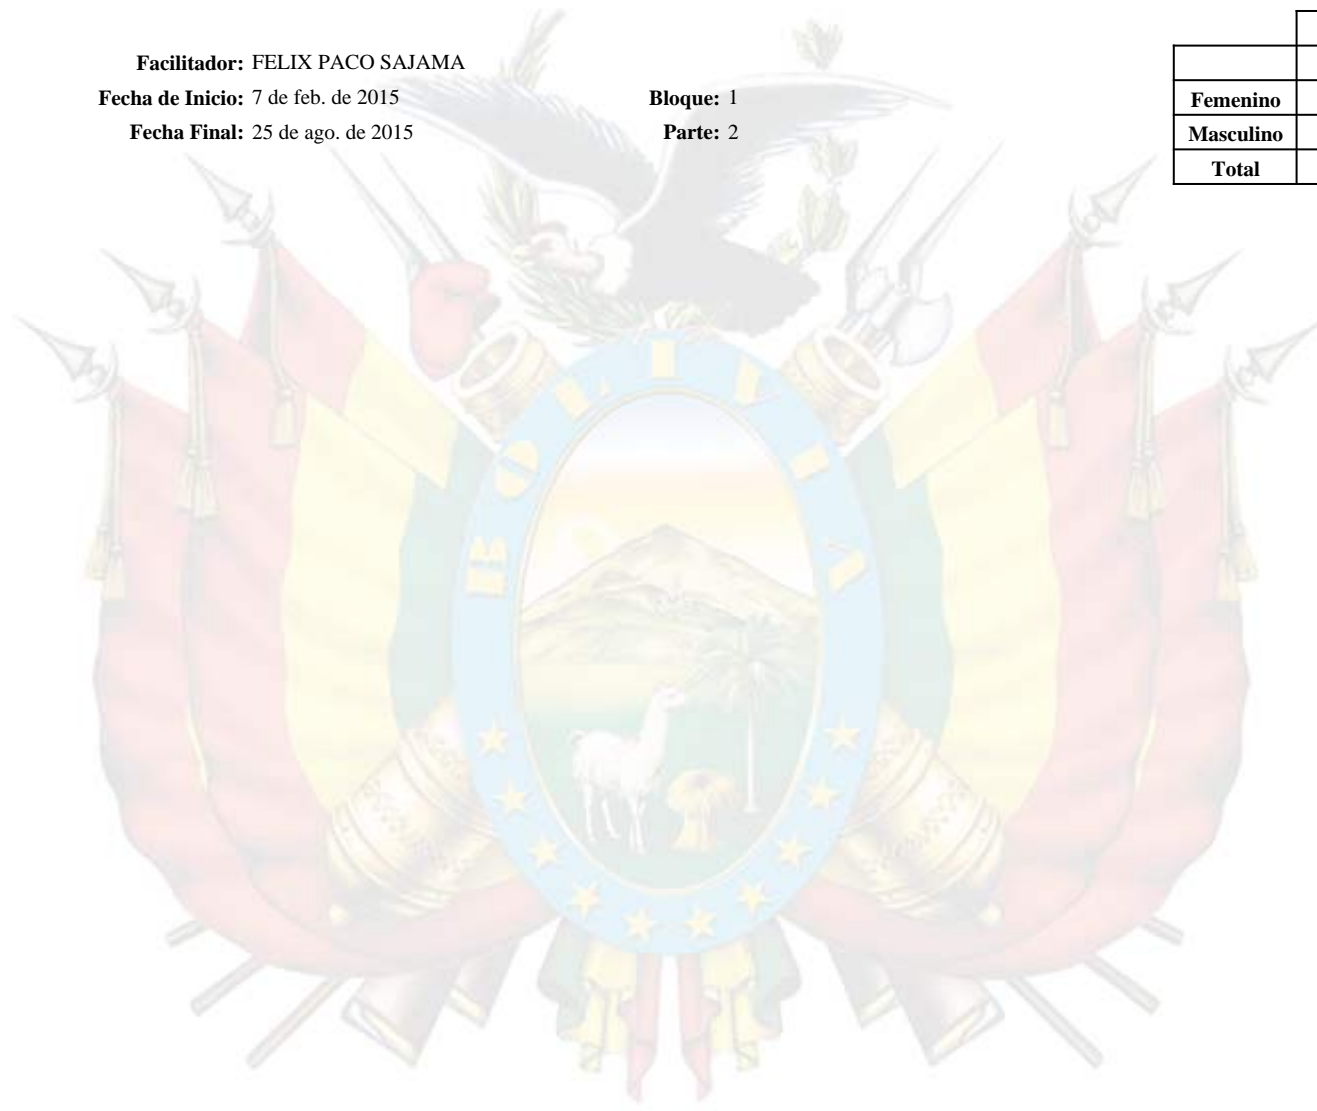 Facilitador: FELIX PACO SAJAMA
Fecha de Inicio: 7 de feb. de 2015 Bloque: 1
Fecha Final: 25 de ago. de 2015 Parte: 2
Femenino
Masculino
Total
BOLIVIA